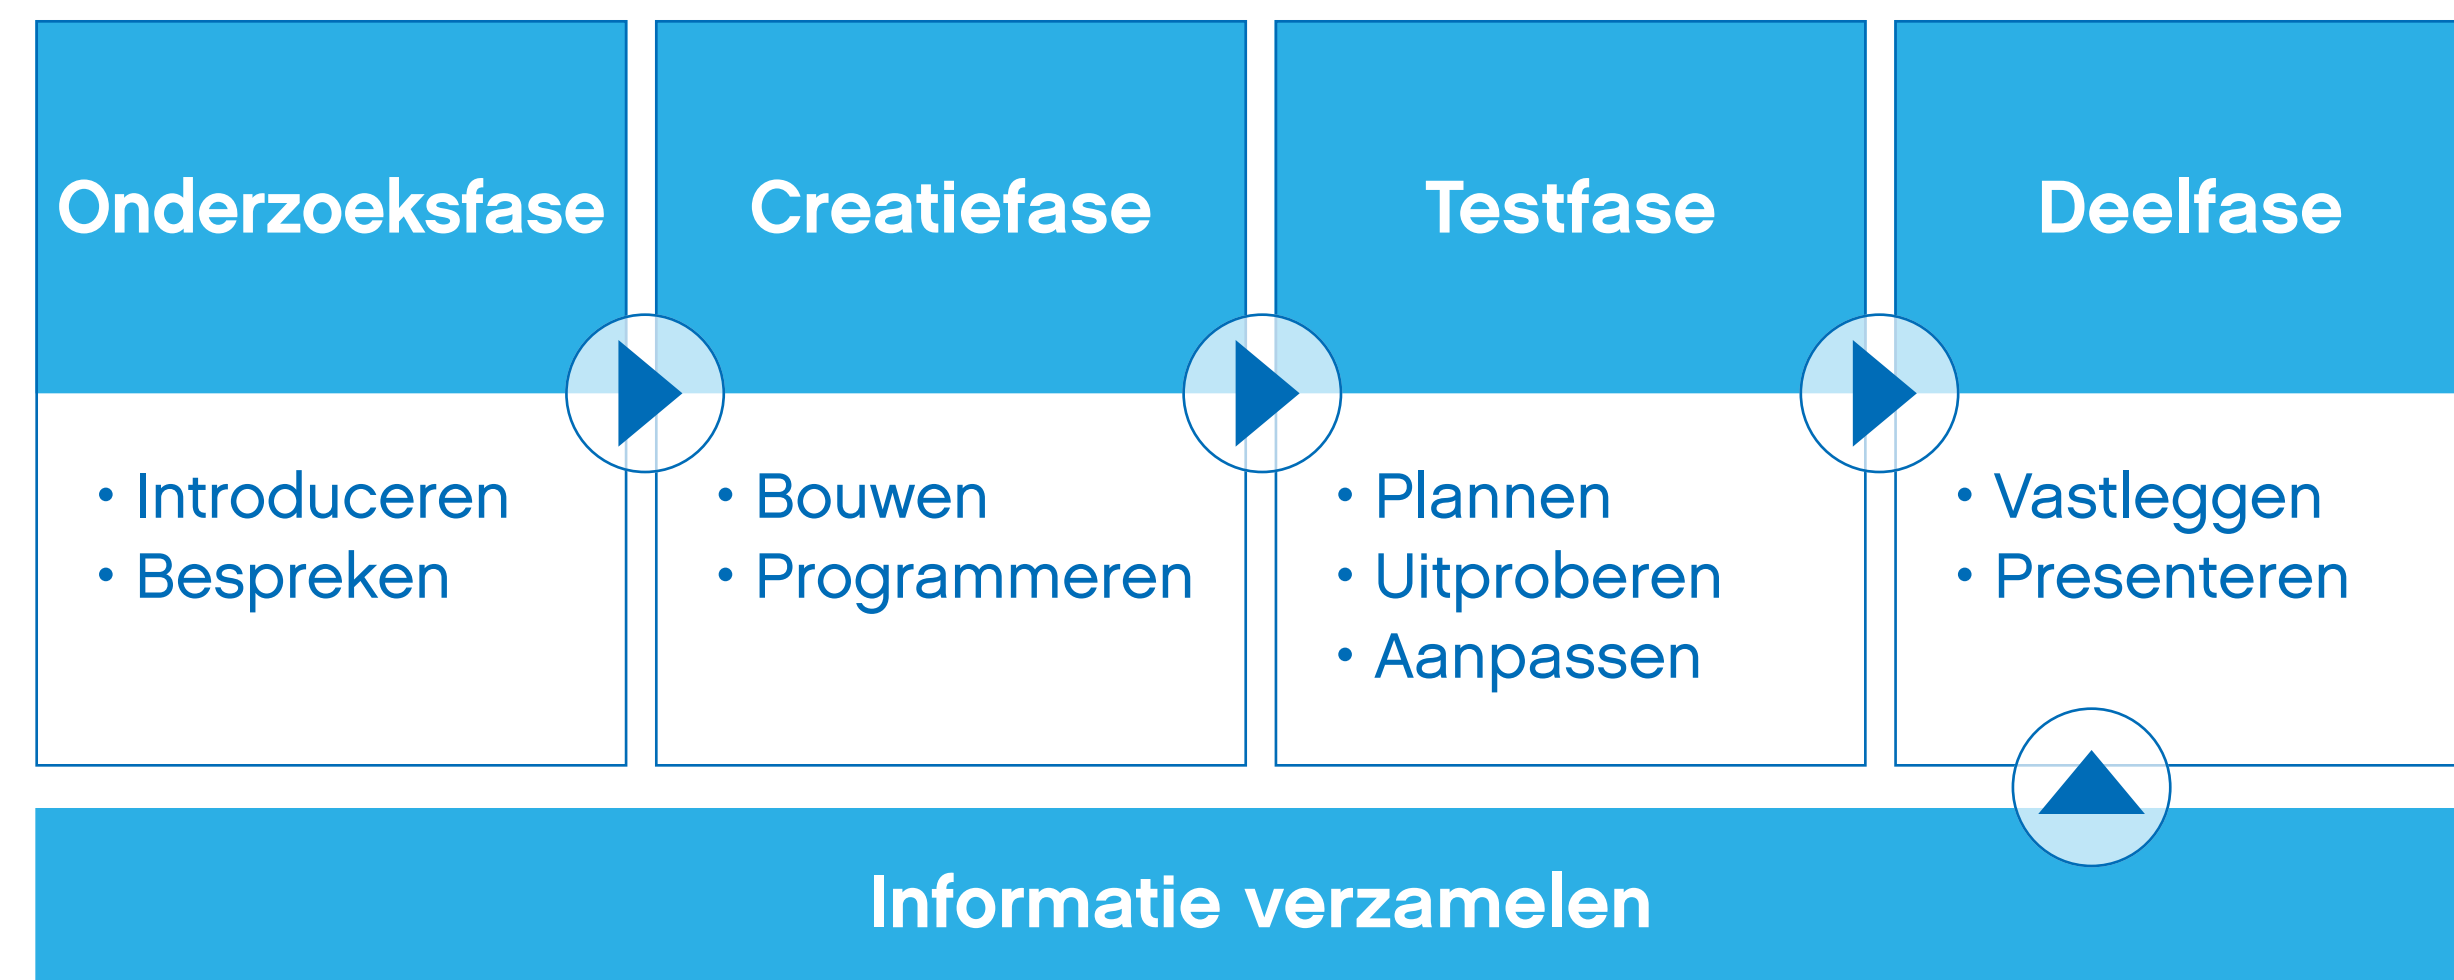 Onderzoeksfase
• Introduceren
• Bespreken
Creatiefase
• Bouwen
• Programmeren
Testfase
• Plannen
• Uitproberen
• Aanpassen
Deelfase
• Vastleggen
• Presenteren
Informatie verzamelen